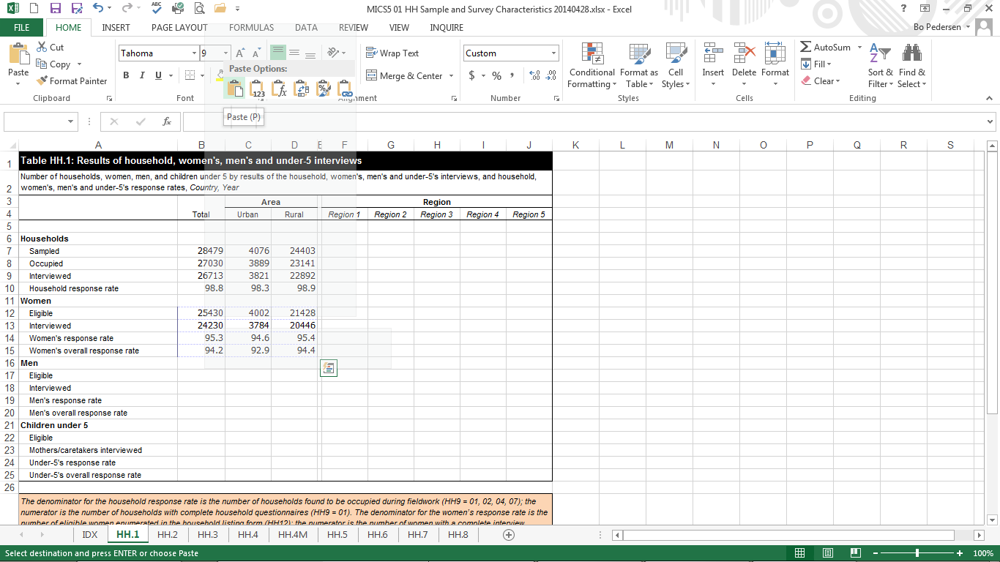 MICS5 01 HH Sample and Survey Characteristics 20140428.xlsx - Excel
FILE HOME INSERT PAGE LAYOUT FORMULAS DATA REVIEW VIEW INQUIRE Bo Pedersen
Cut
Copy
Format Painter
Paste
Clipboard
Tahoma 9
B I U
Font
Paste Options:
Paste (P)
Wrap Text
Merge & Center
Custom
$ % ,
Number
Conditional Formatting
Format as Table
Cell Styles
Styles
Insert Delete Format
Cells
AutoSum
Fill
Clear
Sort & Filter
Find & Select
Editing
A B C D E F G H I J K L M N O P Q R S
1 Table HH.1: Results of household, women's, men's and under-5 interviews
2 Number of households, women, men, and children under 5 by results of the household, women's, men's and under-5's interviews, and household, women's, men's and under-5's response rates, Country, Year
3 Area Region
4 Total Urban Rural Region 1 Region 2 Region 3 Region 4 Region 5
5
6 Households
7 Sampled 28479 4076 24403
8 Occupied 27030 3889 23141
9 Interviewed 26713 3821 22892
10 Household response rate 98.8 98.3 98.9
11 Women
12 Eligible 25430 4002 21428
13 Interviewed 24230 3784 20446
14 Women's response rate 95.3 94.6 95.4
15 Women's overall response rate 94.2 92.9 94.4
16 Men
17 Eligible
18 Interviewed
19 Men's response rate
20 Men's overall response rate
21 Children under 5
22 Eligible
23 Mothers/caretakers interviewed
24 Under-5's response rate
25 Under-5's overall response rate
26
The denominator for the household response rate is the number of households found to be occupied during fieldwork (HH9 = 01, 02, 04, 07); the
numerator is the number of households with complete household questionnaires (HH9 = 01). The denominator for the women's response rate is the
number of eligible women enumerated in the household listing form (HH12); the numerator is the number of women with a complete interview
IDX HH.1 HH.2 HH.3 HH.4 HH.4M HH.5 HH.6 HH.7 HH.8
Select destination and press ENTER or choose Paste 100%